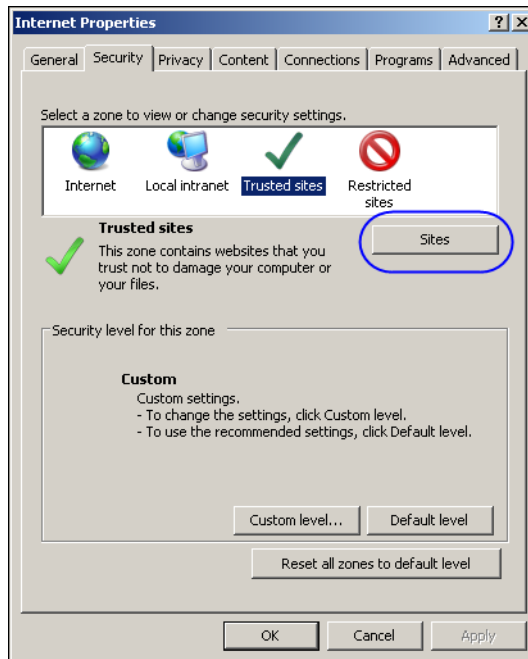 Internet Properties
General Security Privacy Content Connections Programs Advanced
Select a zone to view or change security settings.
Internet Local intranet Trusted sites Restricted
sites
Trusted sites
Sites
This zone contains websites that you
trust not to damage your computer or
your files.
Security level for this zone
Custom
Custom settings.
- To change the settings, click Custom level.
- To use the recommended settings, click Default level.
Custom level... Default level
Reset all zones to default level
OK Cancel Apply